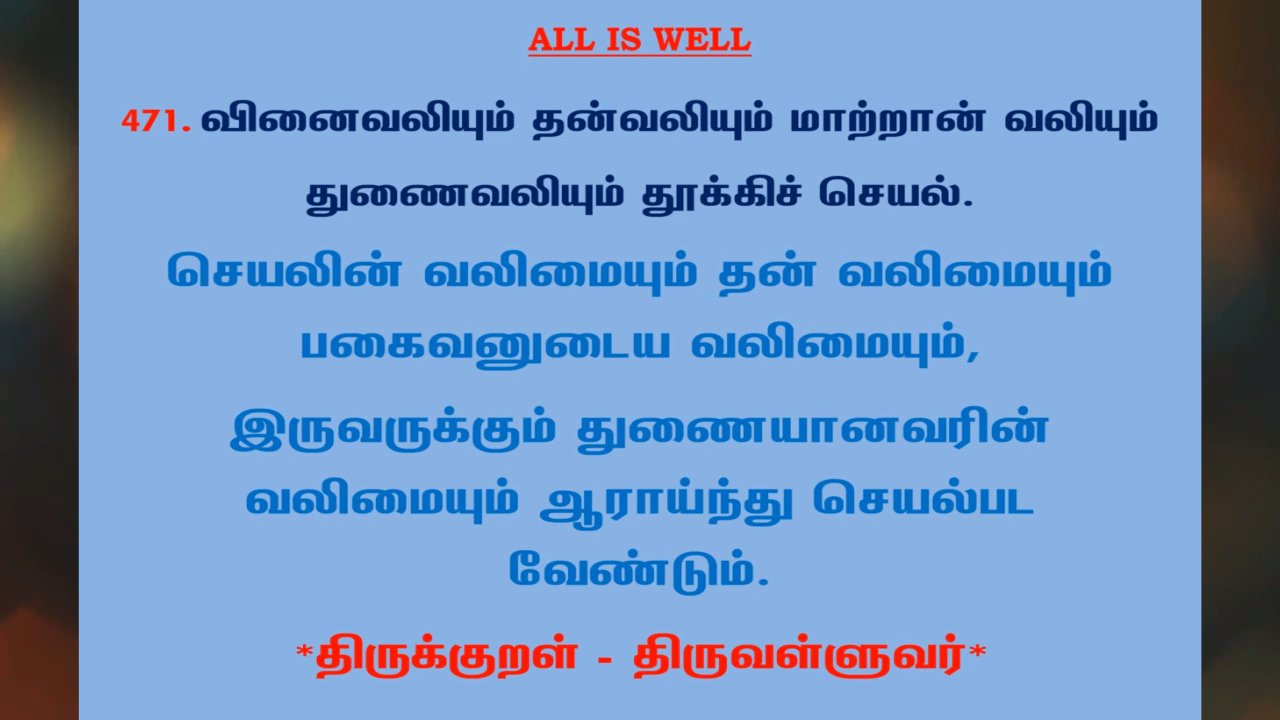 ALL IS WELL
471. வினைவலியும் தன்வலியும் மாற்றான் வலியும்
துணைவலியும் தூக்கிச் செயல்.
செயலின் வலிமையும் தன் வலிமையும்
பகைவனுடைய வலிமையும்,
இருவருக்கும் துணையானவரின்
வலிமையும் ஆராய்ந்து செயல்பட
வேண்டும்.
*திருக்குறள் - திருவள்ளுவர்*